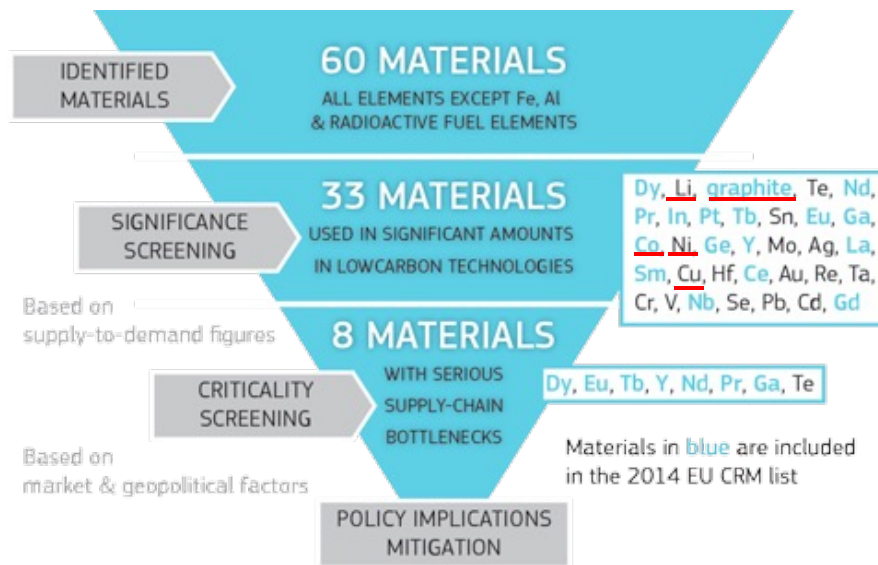 IDENTIFIED
MATERIALS
60 MATERIALS
ALL ELEMENTS EXCEPT Fe, Al
& RADIOACTIVE FUEL ELEMENTS
SIGNIFICANCE
SCREENING
33 MATERIALS
USED IN SIGNIFICANT AMOUNTS
IN LOWCARBON TECHNOLOGIES
Dy, Li, graphite, Te, Nd,
Pr, In, Pt, Tb, Sn, Eu, Ga,
Co, Ni, Ge, Y, Mo, Ag, La,
Sm, Cu, Hf, Ce, Au, Re, Ta,
Cr, V, Nb, Se, Pb, Cd, Gd
Based on
supply-to-demand figures
8 MATERIALS
WITH SERIOUS
SUPPLY-CHAIN
BOTTLENECKS
CRITICALITY
SCREENING
Dy, Eu, Tb, Y, Nd, Pr, Ga, Te
Based on
market & geopolitical factors
Materials in blue are included
in the 2014 EU CRM list
POLICY IMPLICATIONS
MITIGATION